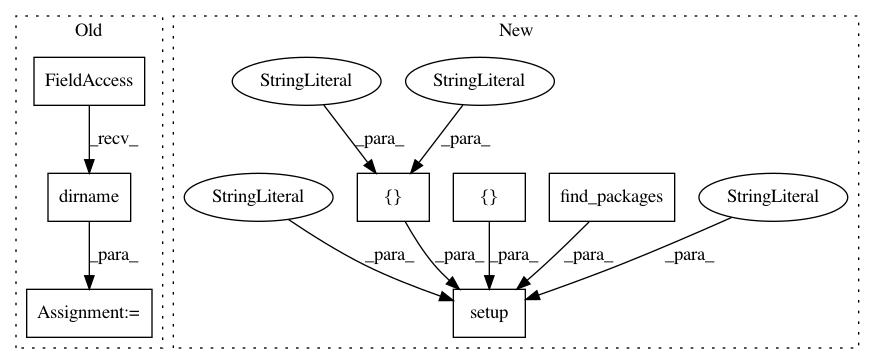 Old
New
FieldAccess
StringLiteral
StringLiteral
_recv_
_para_
_para_
dirname
StringLiteral
{}
{}
find_packages
StringLiteral
_para_
_para_
_para_
_para_
_para_
_para_
Assignment:=
setup